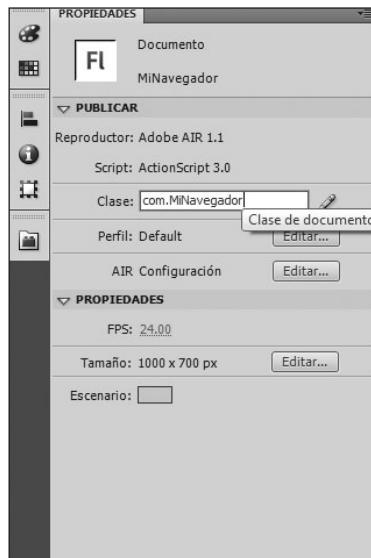 PROPIEDADES
Fl
Documento
MiNavegador
PUBLICAR
Reproductor: Adobe AIR 1.1
Script: ActionScript 3.0
Clase: com.MiNavegador
Clase de documento
Perfil: Default Editar...
AIR Configuración Editar...
PROPIEDADES
FPS: 24.00
Tamaño: 1000 x 700 px Editar...
Escenario: